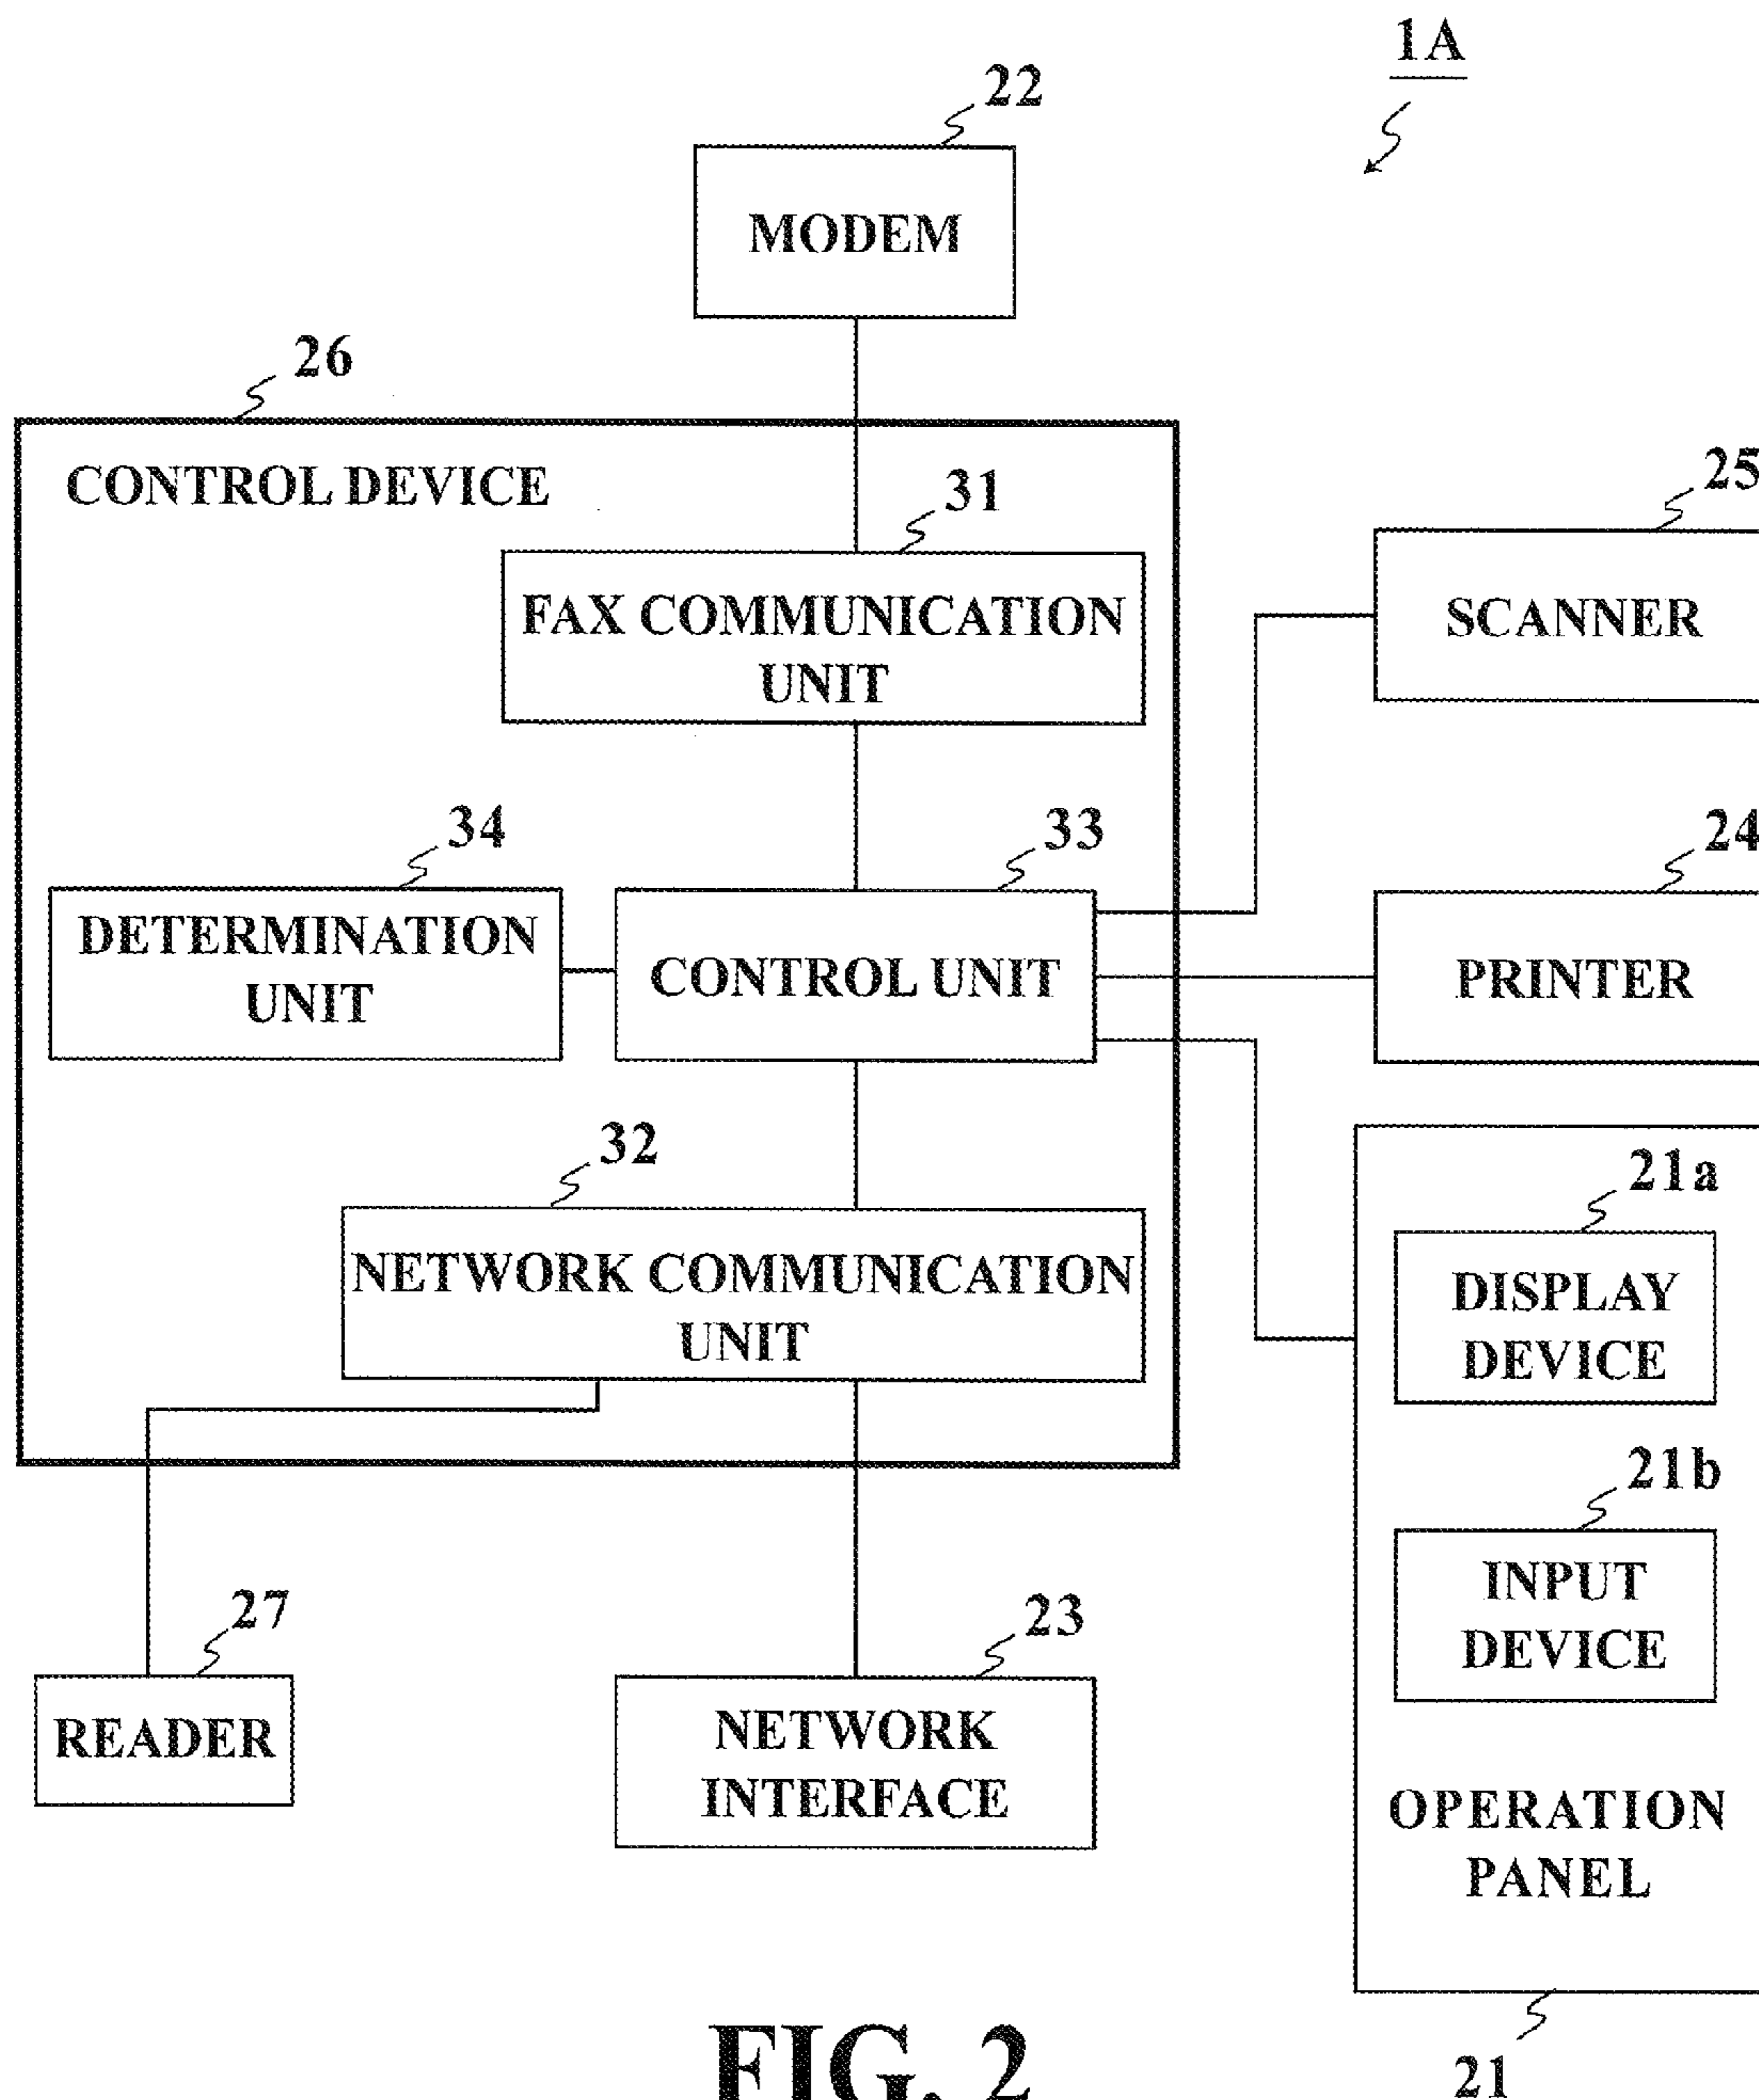 1A
22
MODEM
26
CONTROL DEVICE
31
FAX COMMUNICATION
UNIT
25
SCANNER
34
DETERMINATION
UNIT
33
CONTROL UNIT
24
PRINTER
32
NETWORK COMMUNICATION
UNIT
21a
DISPLAY
DEVICE
21b
INPUT
DEVICE
OPERATION
PANEL
21
27
READER
23
NETWORK
INTERFACE
FIG. 2